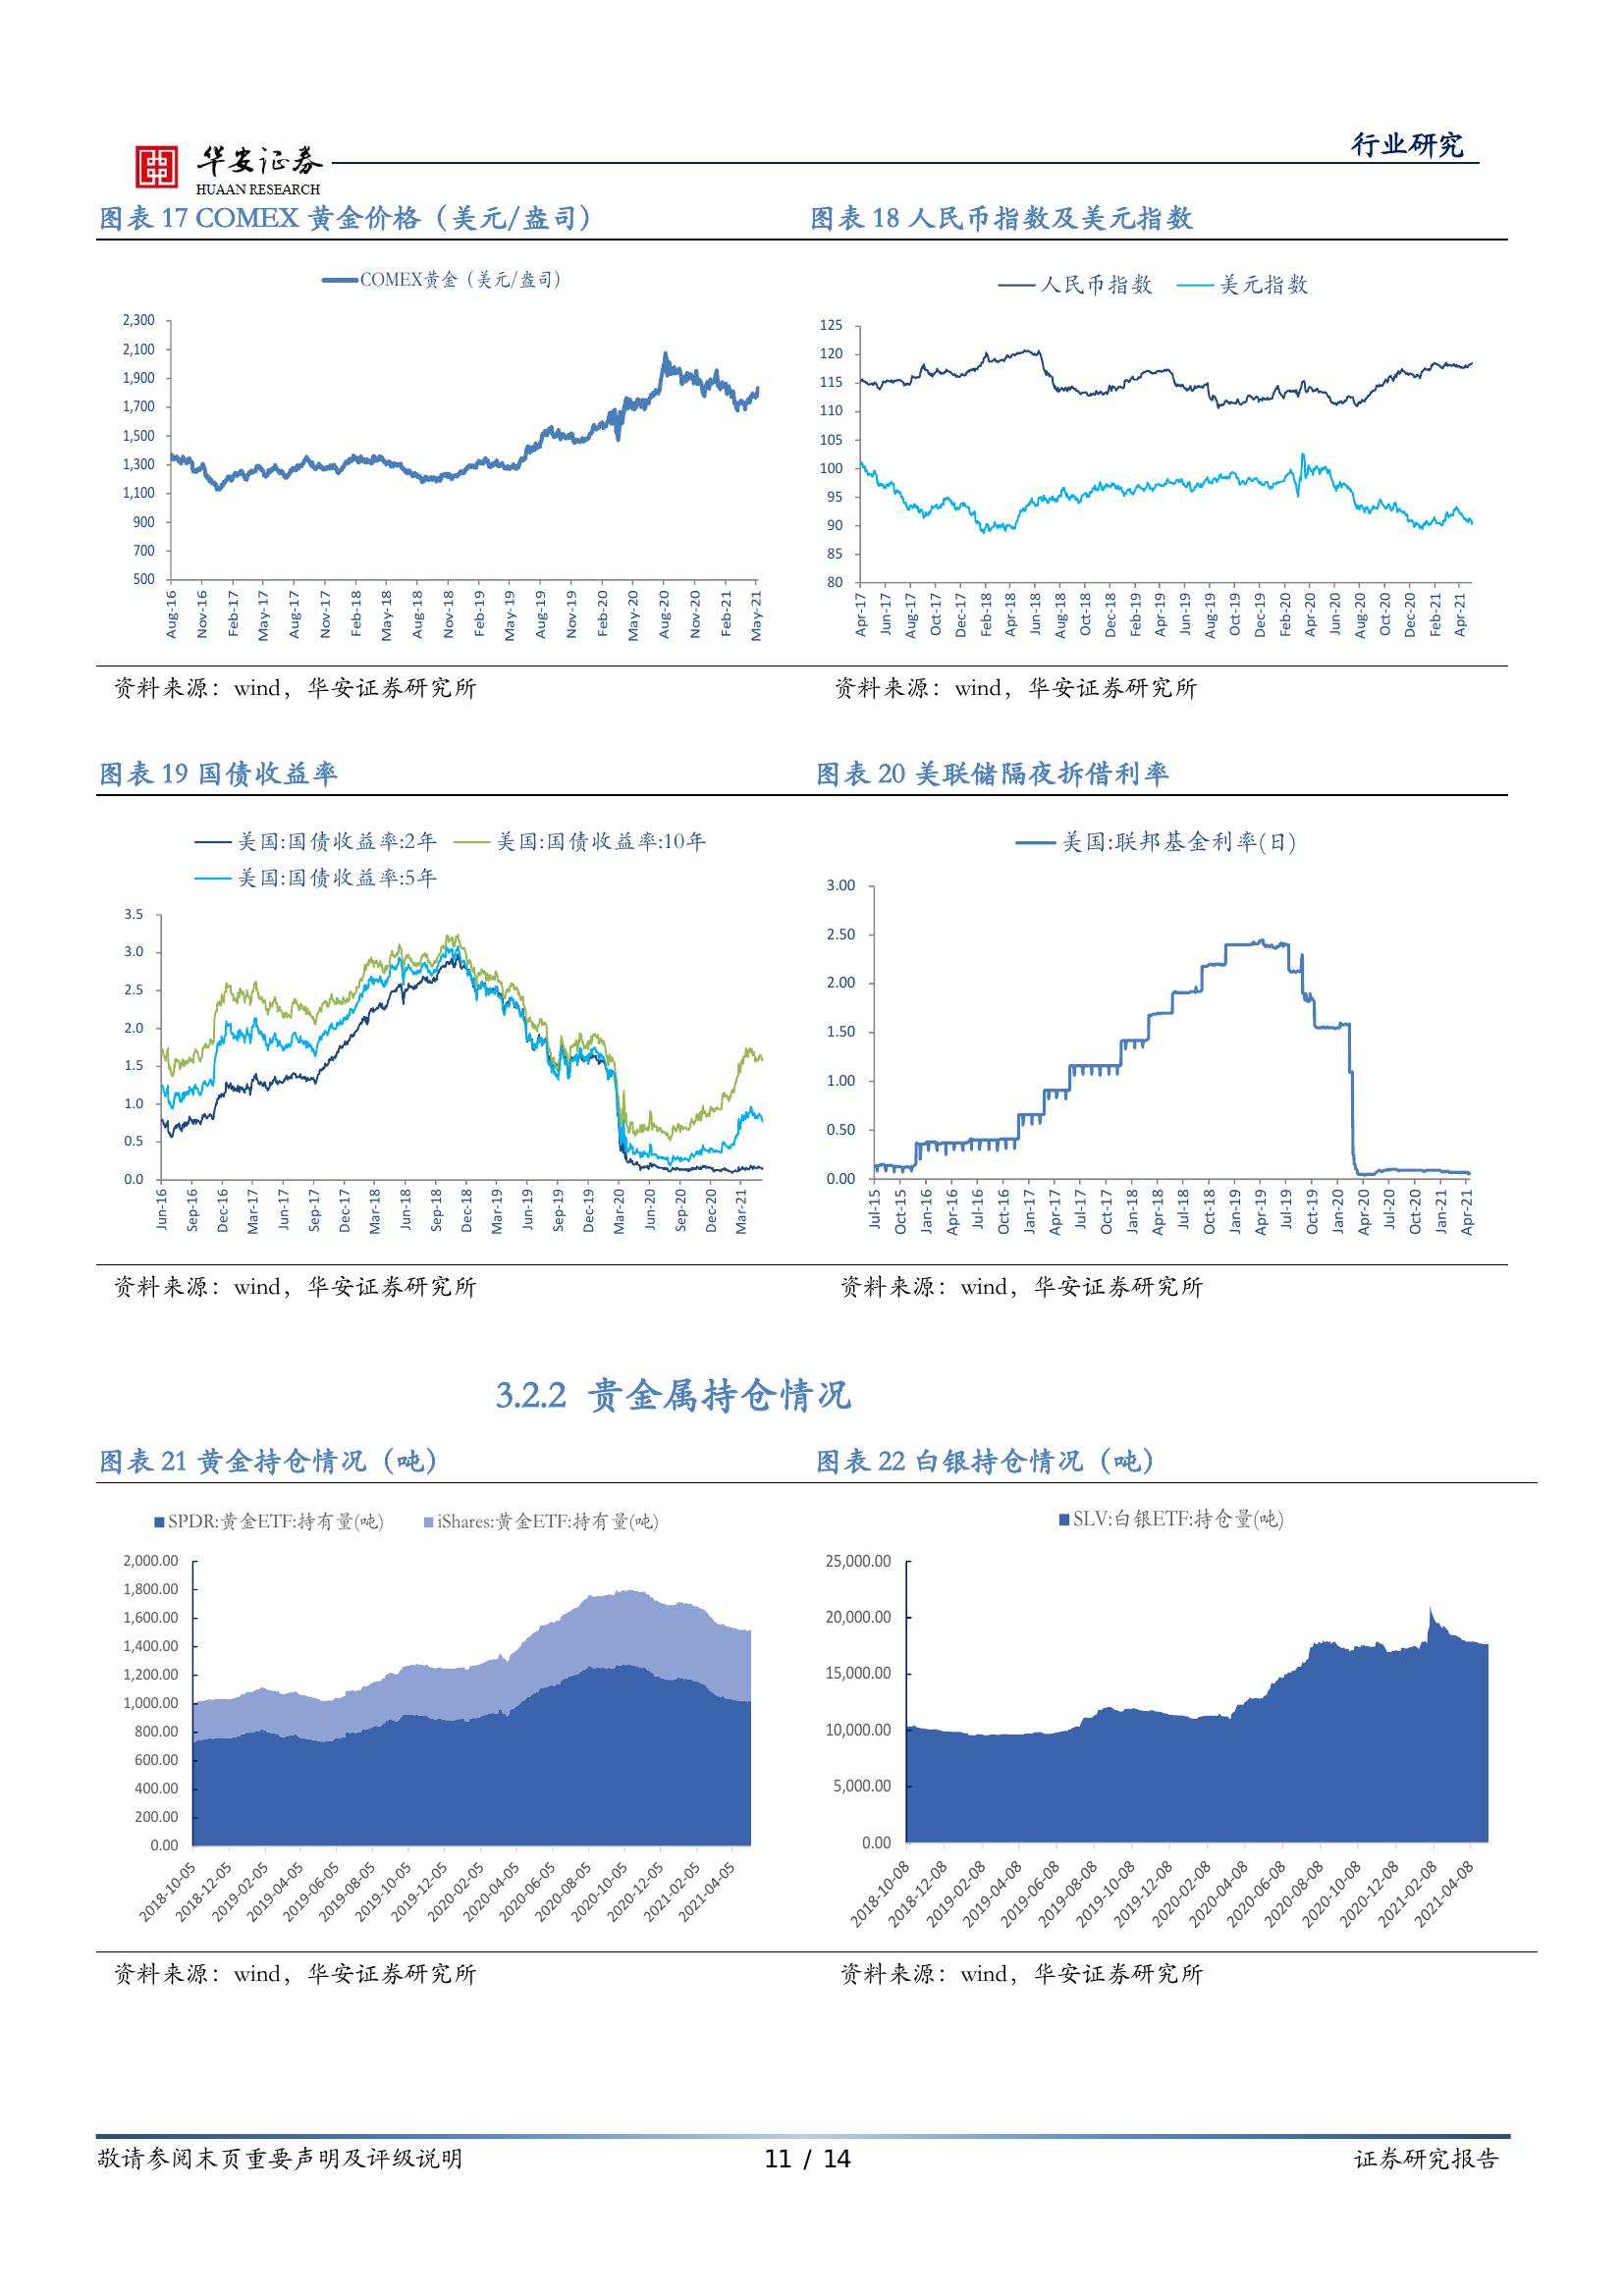 行业研究
华安证券
HUAAN RESEARCH
图表 17 COMEX 黄金价格（美元/盎司）
COMEX黄金（美元/盎司）
2,300
2,100
1,900
1,700
1,500
1,300
1,100
900
700
500
Aug-16 Nov-16 Feb-17 May-17 Aug-17 Nov-17 Feb-18 May-18 Aug-18 Nov-18 Feb-19 May-19 Aug-19 Nov-19 Feb-20 May-20 Aug-20 Nov-20 Feb-21 May-21
资料来源：wind，华安证券研究所
图表 18 人民币指数及美元指数
人民币指数 美元指数
125
120
115
110
105
100
95
90
85
80
Apr-17 Jun-17 Aug-17 Oct-17 Dec-17 Feb-18 Apr-18 Jun-18 Aug-18 Oct-18 Dec-18 Feb-19 Apr-19 Jun-19 Aug-19 Oct-19 Dec-19 Feb-20 Apr-20 Jun-20 Aug-20 Oct-20 Dec-20 Feb-21 Apr-21
资料来源：wind，华安证券研究所
图表 19 国债收益率
美国:国债收益率:2年 美国:国债收益率:10年
美国:国债收益率:5年
3.5
3.0
2.5
2.0
1.5
1.0
0.5
0.0
Jun-16 Sep-16 Dec-16 Mar-17 Jun-17 Sep-17 Dec-17 Mar-18 Jun-18 Sep-18 Dec-18 Mar-19 Jun-19 Sep-19 Dec-19 Mar-20 Jun-20 Sep-20 Dec-20 Mar-21
资料来源：wind，华安证券研究所
图表 20 美联储隔夜拆借利率
美国:联邦基金利率(日)
3.00
2.50
2.00
1.50
1.00
0.50
0.00
Jul-15 Oct-15 Jan-16 Apr-16 Jul-16 Oct-16 Jan-17 Apr-17 Jul-17 Oct-17 Jan-18 Apr-18 Jul-18 Oct-18 Jan-19 Apr-19 Jul-19 Oct-19 Jan-20 Apr-20 Jul-20 Oct-20 Jan-21 Apr-21
资料来源：wind，华安证券研究所
3.2.2 贵金属持仓情况
图表 21 黄金持仓情况（吨）
SPDR:黄金ETF:持有量(吨) iShares:黄金ETF:持有量(吨)
2,000.00
1,800.00
1,600.00
1,400.00
1,200.00
1,000.00
800.00
600.00
400.00
200.00
0.00
2018-10-05 2018-12-05 2019-02-05 2019-04-05 2019-06-05 2019-08-05 2019-10-05 2019-12-05 2020-02-05 2020-04-05 2020-06-05 2020-08-05 2020-10-05 2020-12-05 2021-02-05 2021-04-05
资料来源：wind，华安证券研究所
图表 22 白银持仓情况（吨）
SLV:白银ETF:持仓量(吨)
25,000.00
20,000.00
15,000.00
10,000.00
5,000.00
0.00
2018-10-08 2018-12-08 2019-02-08 2019-04-08 2019-06-08 2019-08-08 2019-10-08 2019-12-08 2020-02-08 2020-04-08 2020-06-08 2020-08-08 2020-10-08 2020-12-08 2021-02-08 2021-04-08
资料来源：wind，华安证券研究所
敬请参阅末页重要声明及评级说明
11 / 14
证券研究报告